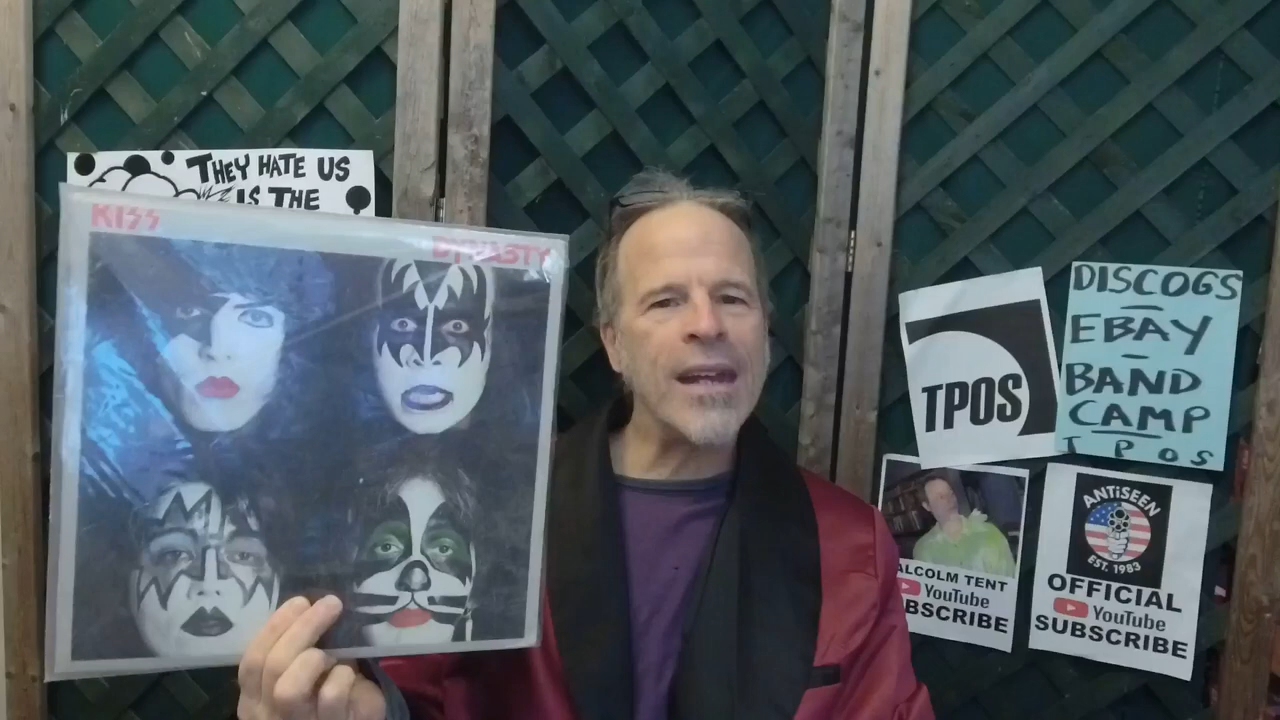 THEY HATE US
IS THE
KISS
DYNASTY
TPOS
DISCOGS
EBAY
BAND
CAMP
TPOS
ALCOLM TENT
YouTube
UBSCRIBE
ANTiSEEN
EST. 1983
OFFICIAL
YouTube
SUBSCRIBE